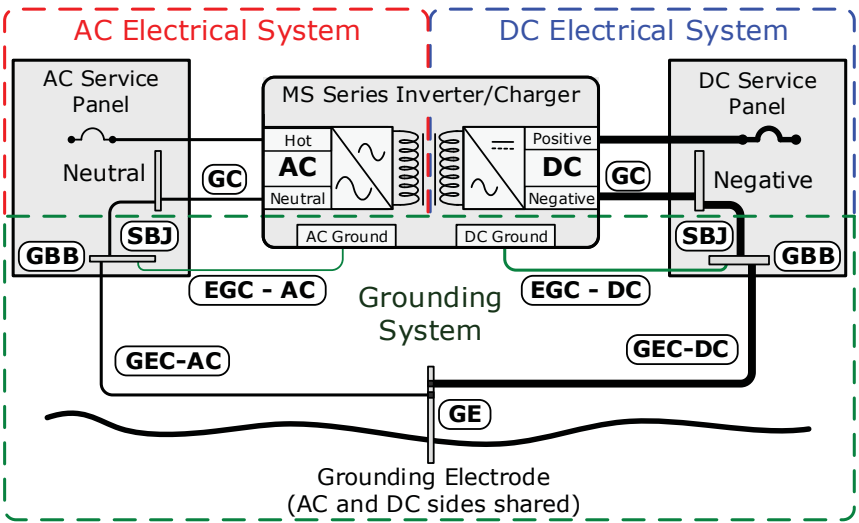 AC Electrical System
DC Electrical System
AC Service
Panel
MS Series Inverter/Charger
DC Service
Panel
Hot
AC
Neutral
Positive
DC
Negative
Neutral
GC
GC
Negative
SBJ
AC Ground
DC Ground
SBJ
GBB
GBB
EGC - AC
Grounding
System
EGC - DC
GEC-AC
GEC-DC
GE
Grounding Electrode
(AC and DC sides shared)